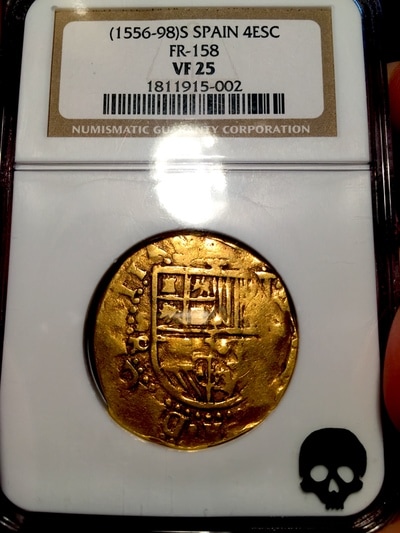 (1556-98)S SPAIN 4ESC
FR-158
VF 25
1811915-002
NUMISMATIC GUARANTY CORPORATION